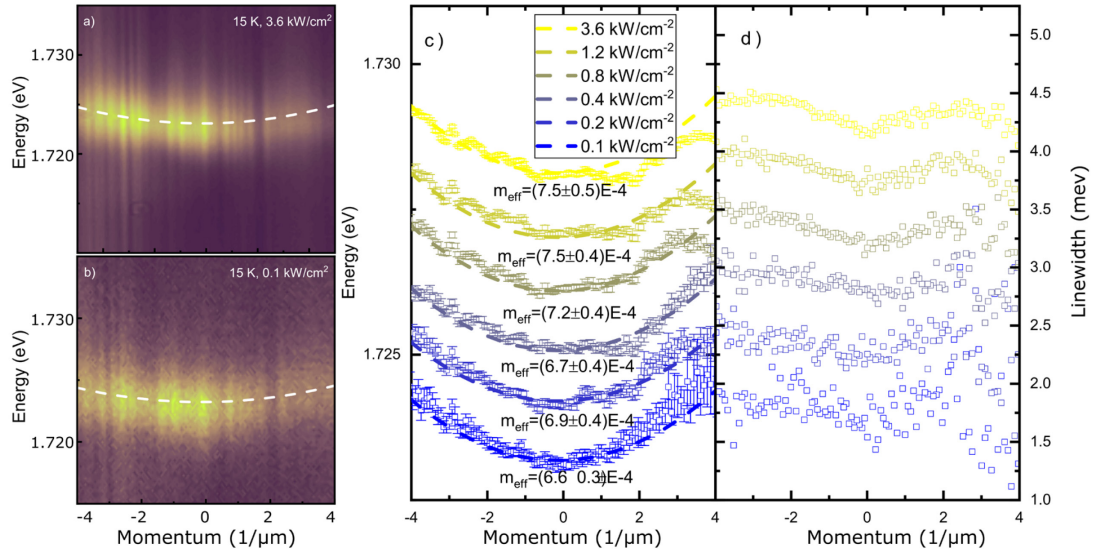 a)
15 K, 3.6 kW/cm²
1.730
1.720
Energy (eV)
b)
15 K, 0.1 kW/cm²
1.730
1.720
Energy (eV)
-4 -2 0 2 4
Momentum (1/µm)
c)
3.6 kW/cm⁻²
1.2 kW/cm⁻²
0.8 kW/cm⁻²
0.4 kW/cm⁻²
0.2 kW/cm⁻²
0.1 kW/cm⁻²
1.730
1.725
Energy (eV)
m_eff=(7.5±0.5)E-4
m_eff=(7.5±0.4)E-4
m_eff=(7.2±0.4)E-4
m_eff=(6.7±0.4)E-4
m_eff=(6.9±0.4)E-4
m_eff=(6.6 0.3±)E-4
-4 -2 0 2 4
Momentum (1/µm)
d)
5.0
4.5
4.0
3.5
3.0
2.5
2.0
1.5
1.0
Linewidth (mev)
-2 0 2 4
Momentum (1/µm)